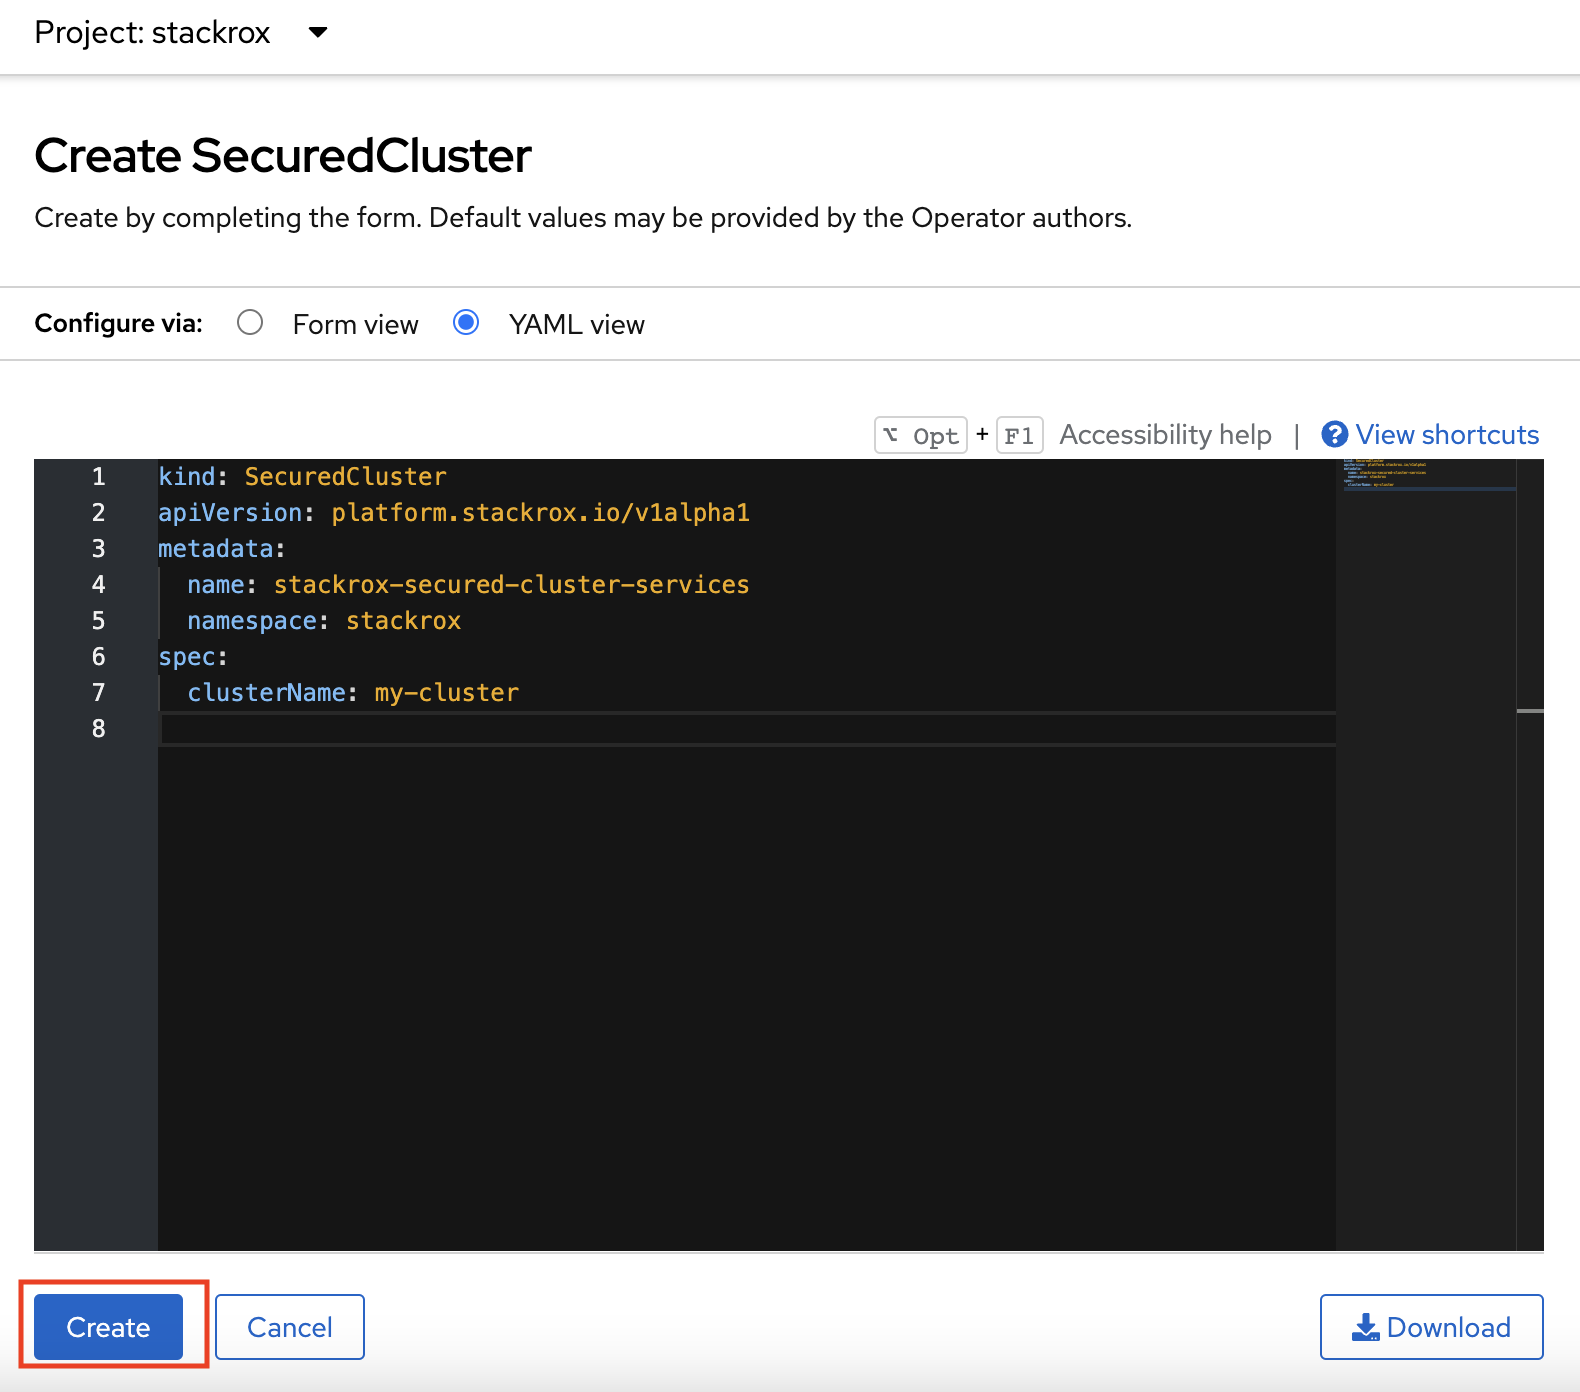 Project: stackrox
Create SecuredCluster
Create by completing the form. Default values may be provided by the Operator authors.
Configure via: Form view YAML view
⌥ Opt + F1 Accessibility help | View shortcuts
1 kind: SecuredCluster
2 apiVersion: platform.stackrox.io/v1alpha1
3 metadata:
4   name: stackrox-secured-cluster-services
5   namespace: stackrox
6 spec:
7   clusterName: my-cluster
8
Create Cancel Download